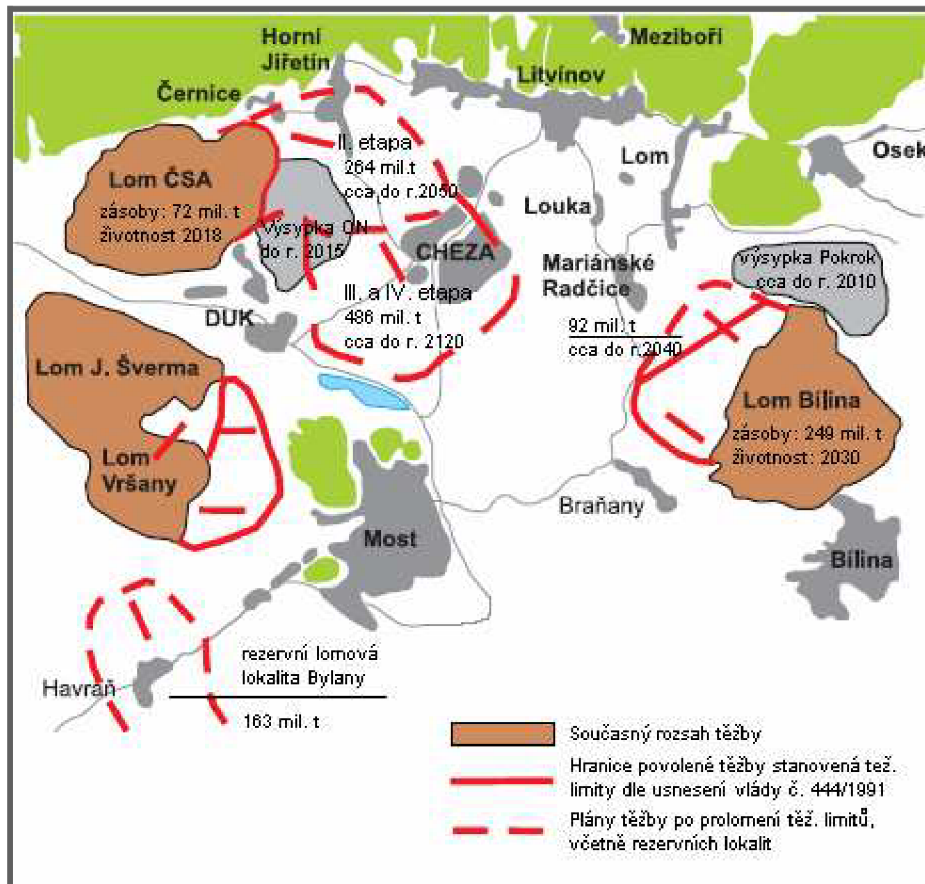 Horní
Jiřetín
Meziboří
Litvínov
Černice
Lom
Osek
II. etapa
264 mil.t
cca do r.2050
Lom ČSA
zásoby: 72 mil. t
životnost 2018
Výsypka ON
do r. 2015
Louka
CHEZA
Mariánské
Radčice
Výsypka Pokrok
cca do r. 2010
III. a IV. etapa
486 mil. t
cca do r. 2120
DUK
92 mil. t
cca do r.2040
Lom J. Šverma
Lom Bílina
zásoby: 249 mil. t
životnost: 2030
Lom
Vršany
Braňany
Most
Bílina
rezervní lomová
lokalita Bylany
163 mil. t
Havraň
Současný rozsah těžby
Hranice povolené těžby stanovená tež.
limity dle usnesení vlády č. 444/1991
Plány těžby po prolomení těž. limitů,
včetně rezervních lokalit